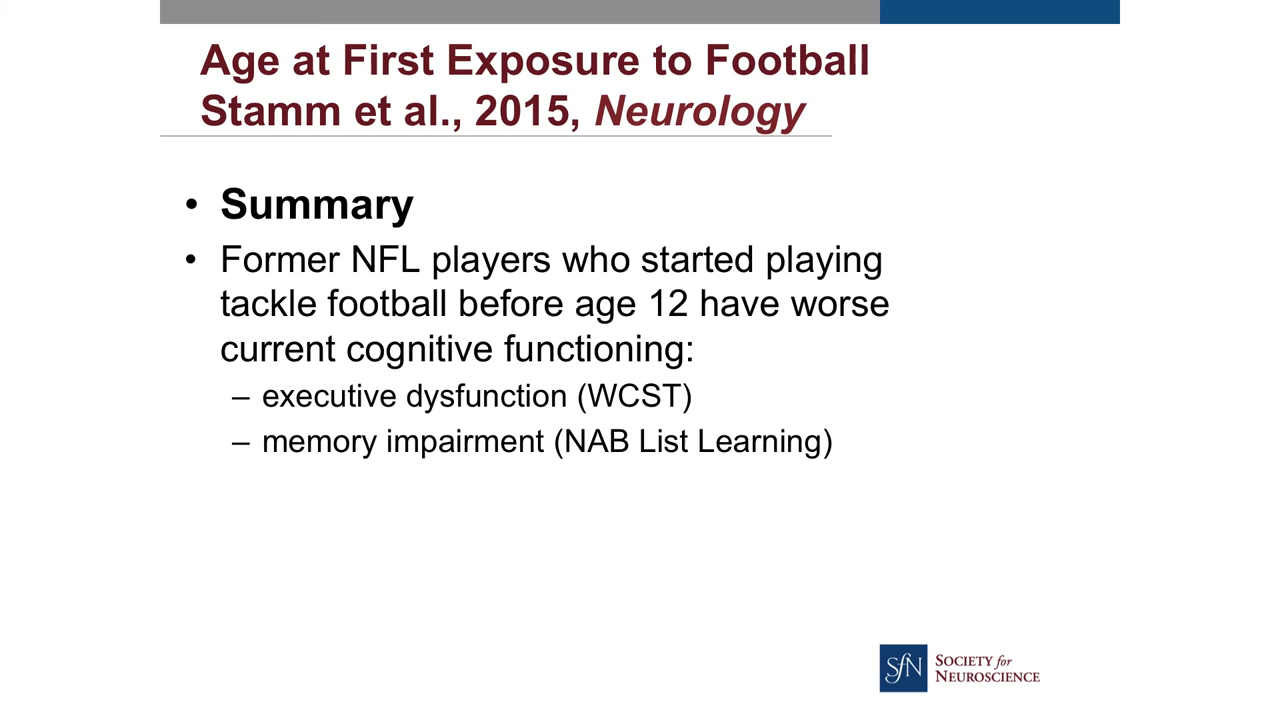 Age at First Exposure to Football
Stamm et al., 2015, Neurology
• Summary
• Former NFL players who started playing
tackle football before age 12 have worse
current cognitive functioning:
– executive dysfunction (WCST)
– memory impairment (NAB List Learning)
SfN
SOCIETY for
NEUROSCIENCE